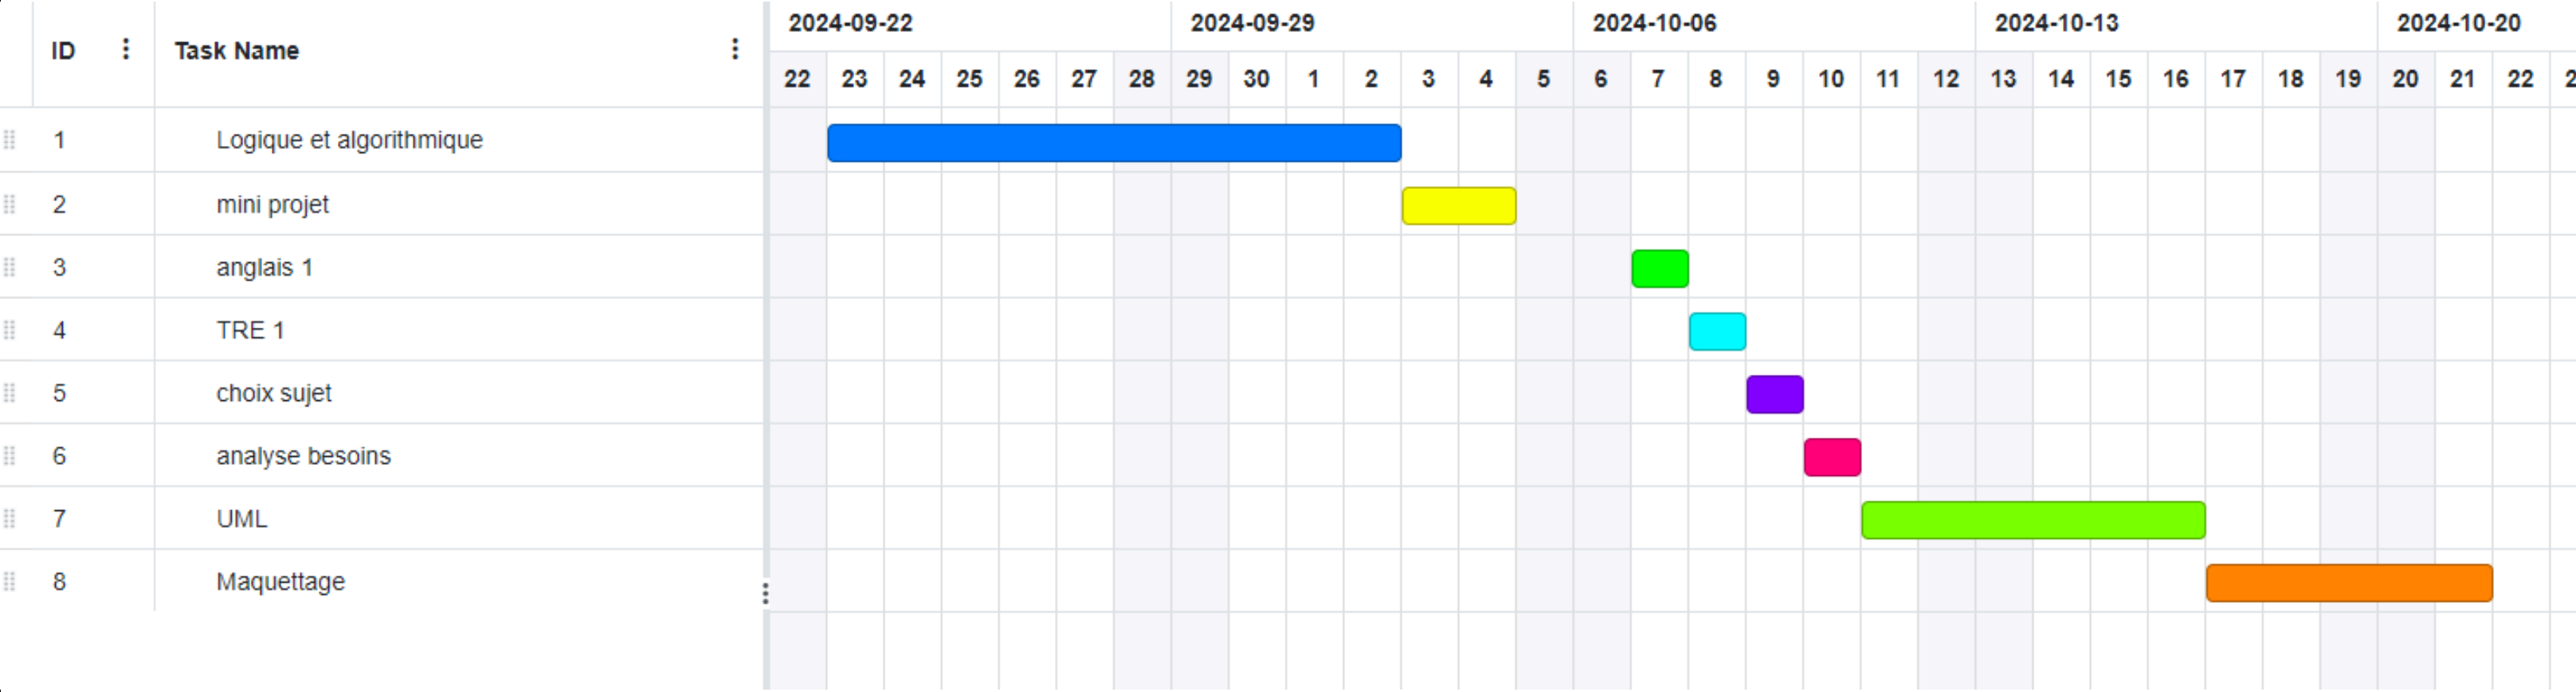 ID Task Name 2024-09-22 2024-09-29 2024-10-06 2024-10-13 2024-10-20
22 23 24 25 26 27 28 29 30 1 2 3 4 5 6 7 8 9 10 11 12 13 14 15 16 17 18 19 20 21 22 2
1 Logique et algorithmique
2 mini projet
3 anglais 1
4 TRE 1
5 choix sujet
6 analyse besoins
7 UML
8 Maquettage